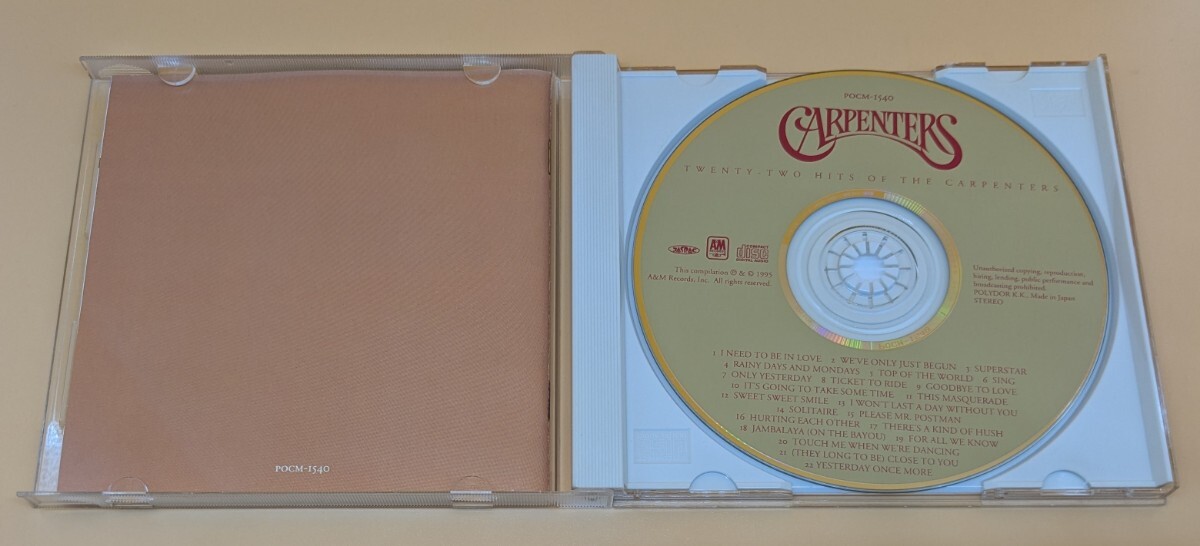 POCM-1540
POCM-1540
CARPENTERS
TWENTY-TWO HITS OF THE CARPENTERS
A&M
COMPACT
disc
DIGITAL AUDIO
This compilation ℗ & © 1995
A&M Records, Inc. All rights reserved.
Unauthorized copying, reproduction,
hiring, lending, public performance and
broadcasting prohibited.
POLYDOR K.K., Made in Japan
STEREO
1 I NEED TO BE IN LOVE 2 WE'VE ONLY JUST BEGUN 3 SUPERSTAR
4 RAINY DAYS AND MONDAYS 5 TOP OF THE WORLD 6 SING
7 ONLY YESTERDAY 8 TICKET TO RIDE 9 GOODBYE TO LOVE
10 IT'S GOING TO TAKE SOME TIME 11 THIS MASQUERADE
12 SWEET SWEET SMILE 13 I WON'T LAST A DAY WITHOUT YOU
14 SOLITAIRE 15 PLEASE MR. POSTMAN
16 HURTING EACH OTHER 17 THERE'S A KIND OF HUSH
18 JAMBALAYA (ON THE BAYOU) 19 FOR ALL WE KNOW
20 TOUCH ME WHEN WE'RE DANCING
21 (THEY LONG TO BE) CLOSE TO YOU
22 YESTERDAY ONCE MORE